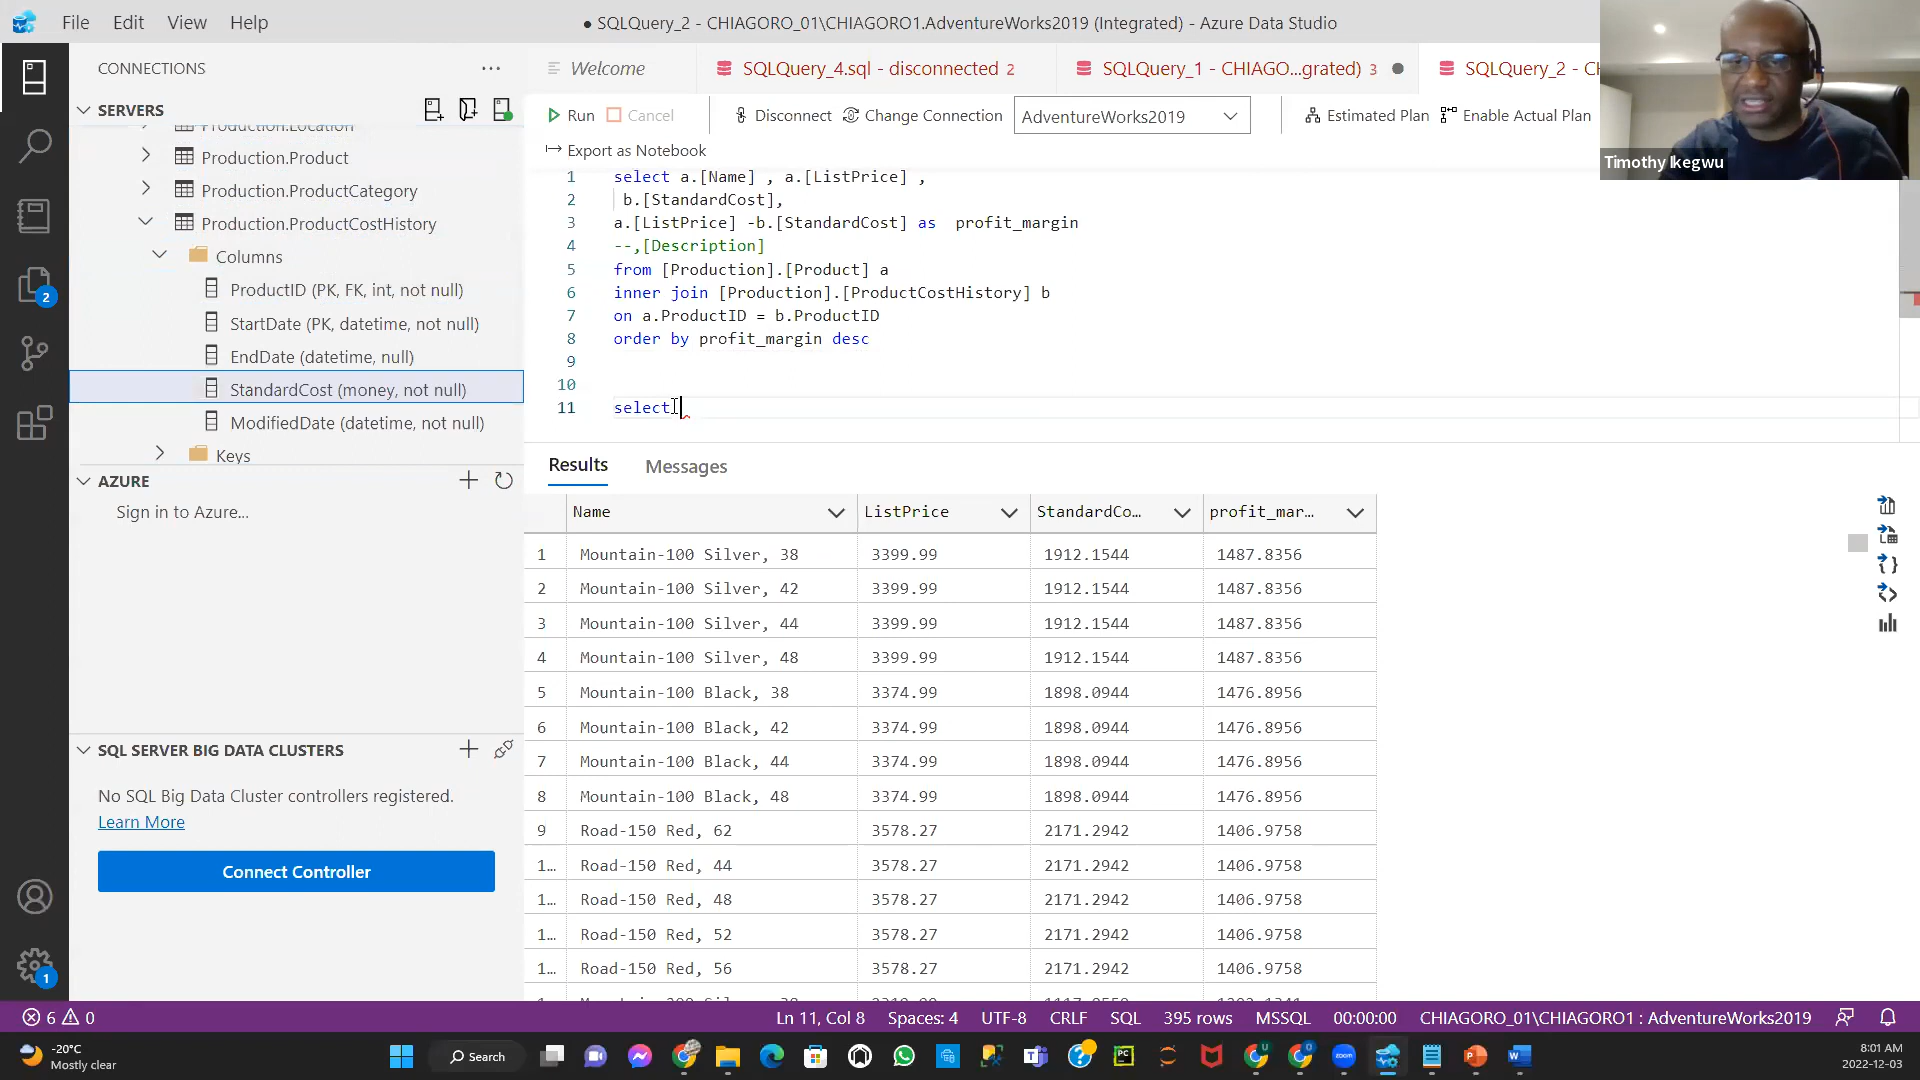 File Edit View Help
● SQLQuery_2 - CHIAGORO_01\CHIAGORO1.AdventureWorks2019 (Integrated) - Azure Data Studio
CONNECTIONS
Welcome
SQLQuery_4.sql - disconnected 2
SQLQuery_1 - CHIAGO...grated) 3 ●
SQLQuery_2 - C
SERVERS
Run Cancel Disconnect Change Connection AdventureWorks2019 Estimated Plan Enable Actual Plan
Export as Notebook
Timothy Ikegwu
Production.Location
Production.Product
Production.ProductCategory
Production.ProductCostHistory
Columns
ProductID (PK, FK, int, not null)
StartDate (PK, datetime, not null)
EndDate (datetime, null)
StandardCost (money, not null)
ModifiedDate (datetime, not null)
Keys
1 select a.[Name] , a.[ListPrice] ,
2 b.[StandardCost],
3 a.[ListPrice] -b.[StandardCost] as profit_margin
4 --,[Description]
5 from [Production].[Product] a
6 inner join [Production].[ProductCostHistory] b
7 on a.ProductID = b.ProductID
8 order by profit_margin desc
9
10
11 select
2
AZURE
Sign in to Azure...
SQL SERVER BIG DATA CLUSTERS
No SQL Big Data Cluster controllers registered.
Learn More
Connect Controller
Results Messages
Name ListPrice StandardCo... profit_mar...
1 Mountain-100 Silver, 38 3399.99 1912.1544 1487.8356
2 Mountain-100 Silver, 42 3399.99 1912.1544 1487.8356
3 Mountain-100 Silver, 44 3399.99 1912.1544 1487.8356
4 Mountain-100 Silver, 48 3399.99 1912.1544 1487.8356
5 Mountain-100 Black, 38 3374.99 1898.0944 1476.8956
6 Mountain-100 Black, 42 3374.99 1898.0944 1476.8956
7 Mountain-100 Black, 44 3374.99 1898.0944 1476.8956
8 Mountain-100 Black, 48 3374.99 1898.0944 1476.8956
9 Road-150 Red, 62 3578.27 2171.2942 1406.9758
1... Road-150 Red, 44 3578.27 2171.2942 1406.9758
1... Road-150 Red, 48 3578.27 2171.2942 1406.9758
1... Road-150 Red, 52 3578.27 2171.2942 1406.9758
1... Road-150 Red, 56 3578.27 2171.2942 1406.9758
1
6 0
Ln 11, Col 8 Spaces: 4 UTF-8 CRLF SQL 395 rows MSSQL 00:00:00 CHIAGORO_01\CHIAGORO1 : AdventureWorks2019
-20°C
Mostly clear
Search
8:01 AM
2022-12-03